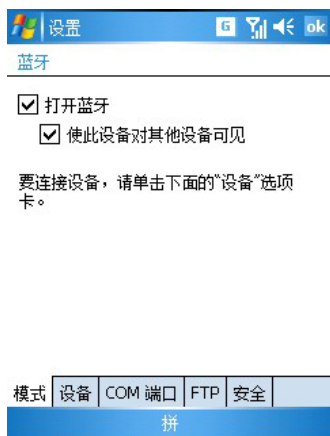 设置 G ok
蓝牙
打开蓝牙
使此设备对其他设备可见
要连接设备，请单击下面的“设备”选项
卡。
模式 设备 COM 端口 FTP 安全
拼